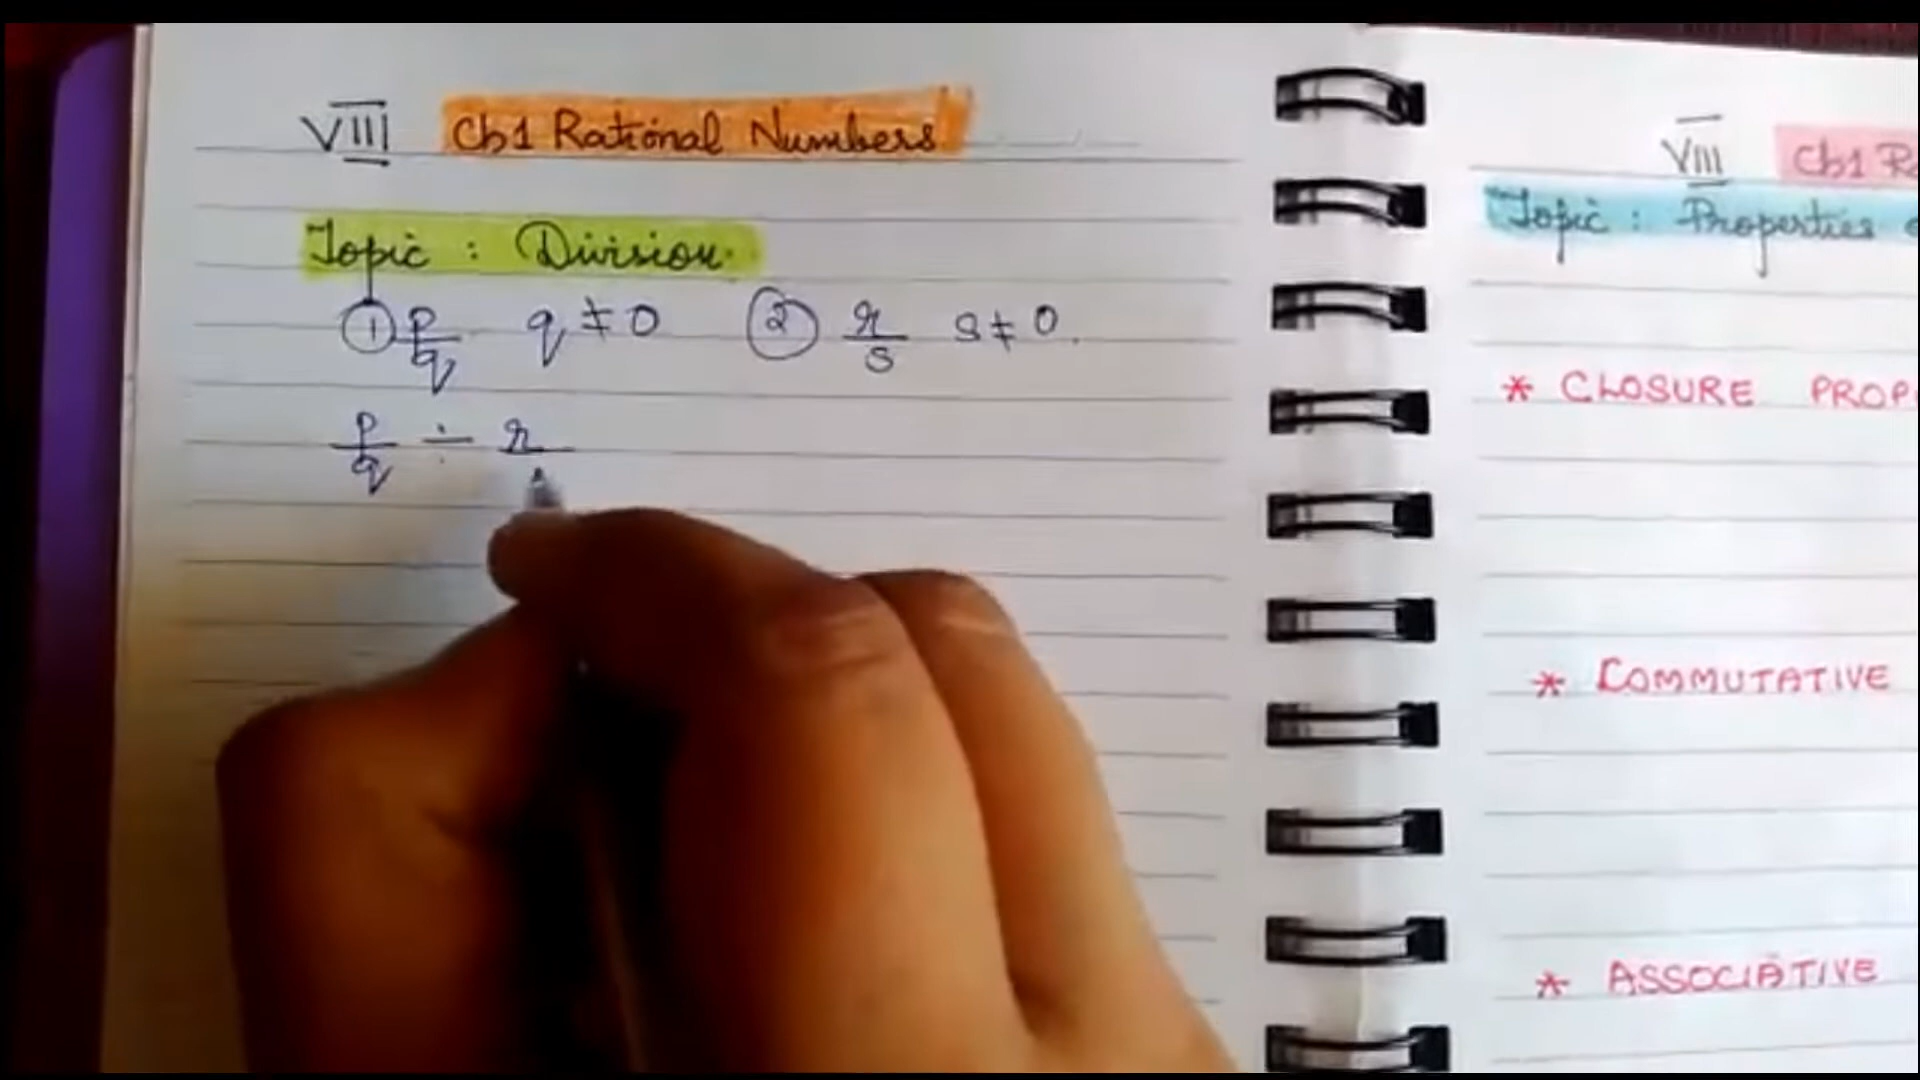 VIII Ch1 Rational Numbers
Topic : Division.
① p/q q ≠ 0 ② r/s s ≠ 0.
p/q ÷ r/
VIII Ch1 R
Topic : Properties
* CLOSURE PROP
* COMMUTATIVE
* ASSOCIATIVE